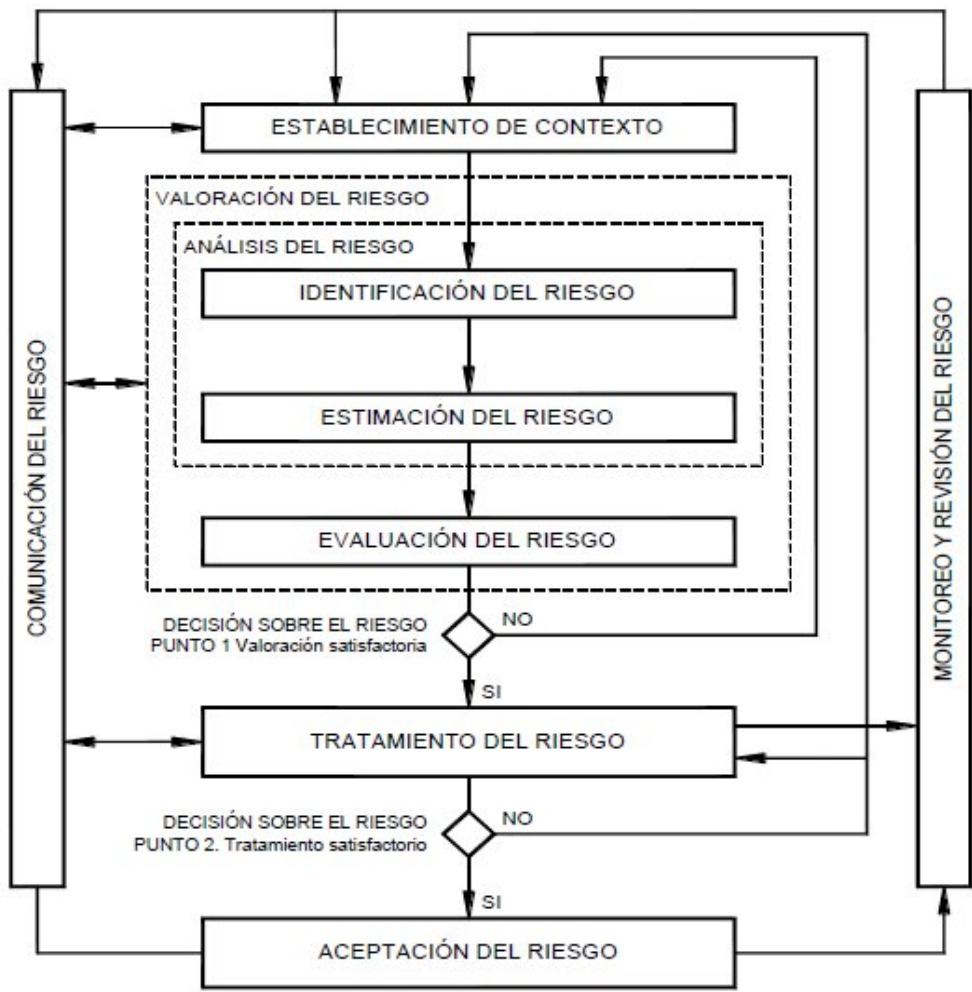 ESTABLECIMIENTO DE CONTEXTO
VALORACIÓN DEL RIESGO
ANÁLISIS DEL RIESGO
IDENTIFICACIÓN DEL RIESGO
ESTIMACIÓN DEL RIESGO
EVALUACIÓN DEL RIESGO
DECISIÓN SOBRE EL RIESGO
PUNTO 1 Valoración satisfactoria
NO
SI
TRATAMIENTO DEL RIESGO
DECISIÓN SOBRE EL RIESGO
PUNTO 2. Tratamiento satisfactorio
NO
SI
ACEPTACIÓN DEL RIESGO
COMUNICACIÓN DEL RIESGO
MONITOREO Y REVISIÓN DEL RIESGO